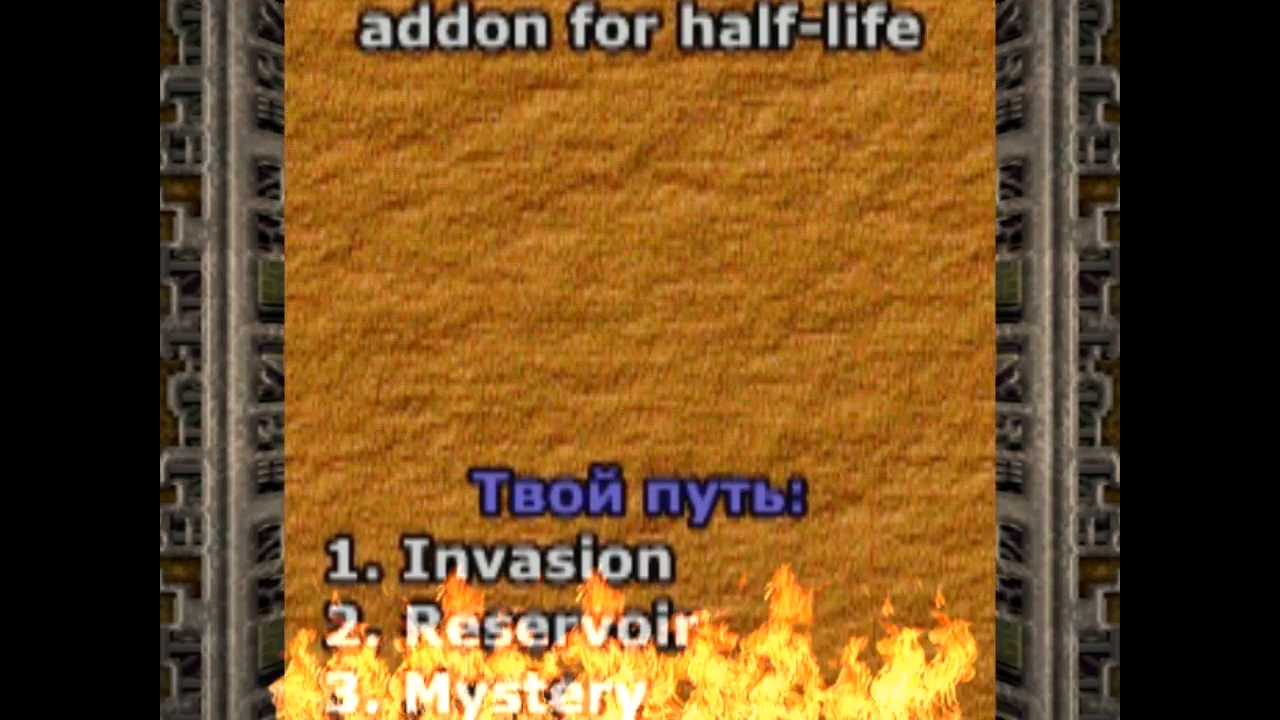 addon for half-life
Твой путь:
1. Invasion
2. Reservoir
3. Mystery